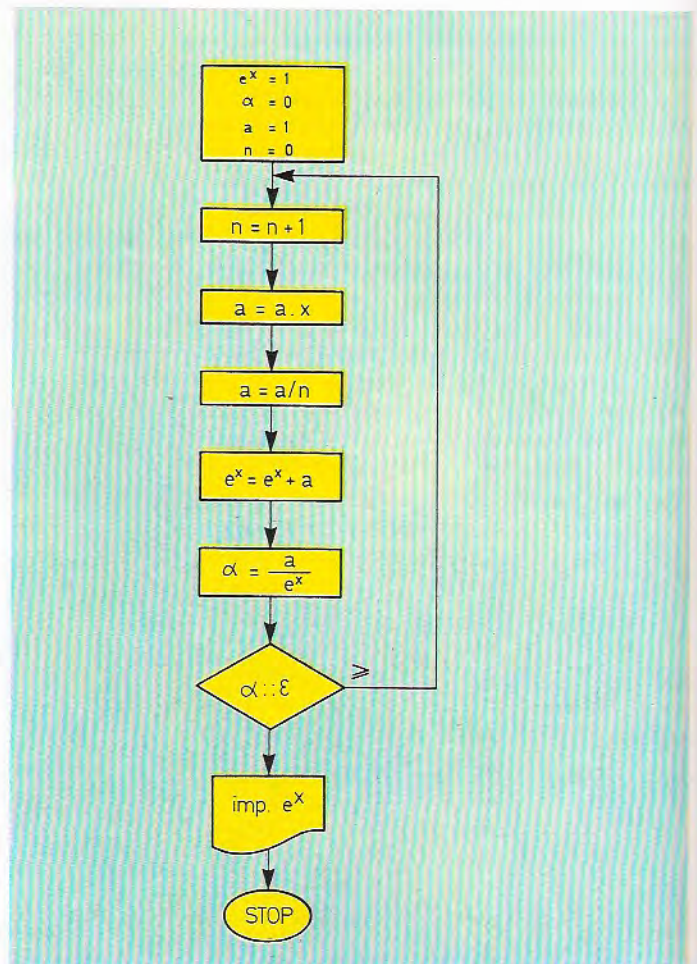 eˣ = 1
α = 0
a = 1
n = 0
n = n + 1
a = a . x
a = a/n
eˣ = eˣ + a
α = a / eˣ
α :: ε
⩾
imp. eˣ
STOP